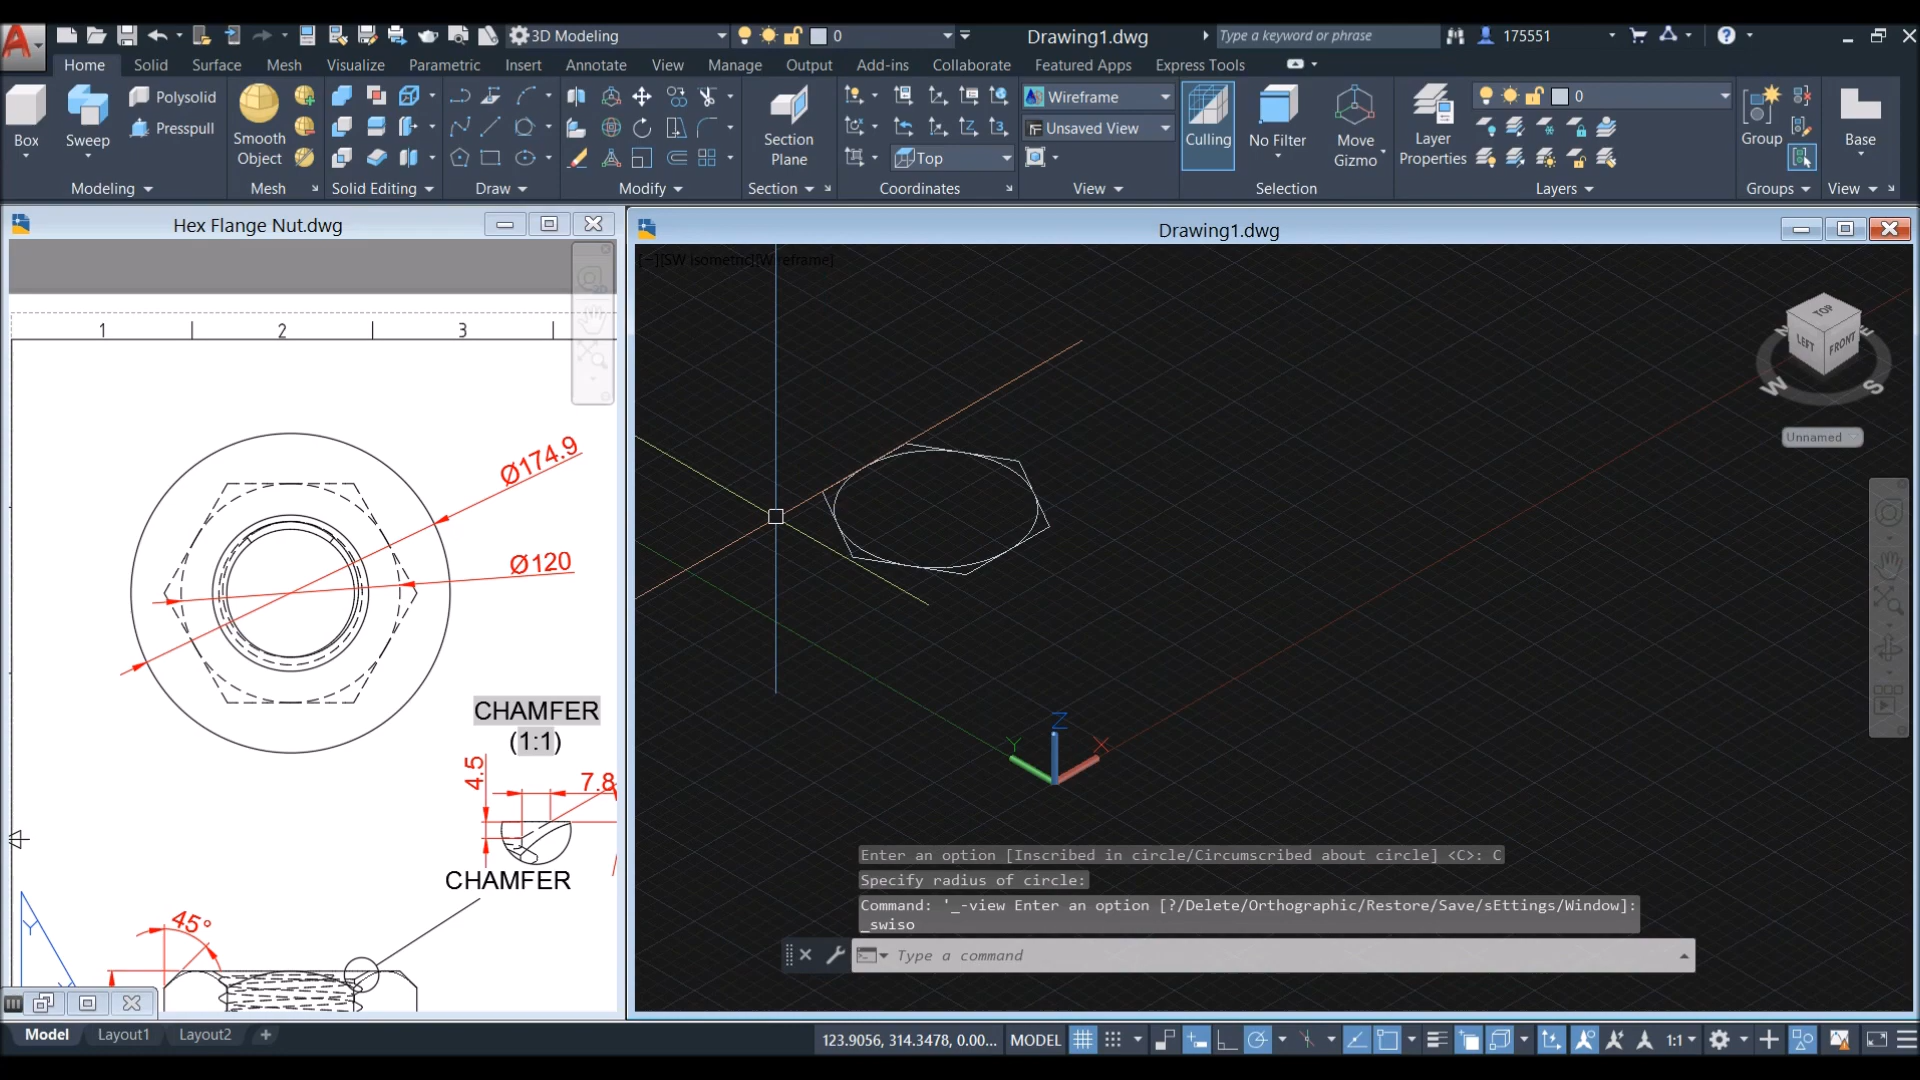 3D Modeling
0
Drawing1.dwg
Type a keyword or phrase
175551
Home
Solid
Surface
Mesh
Visualize
Parametric
Insert
Annotate
View
Manage
Output
Add-ins
Collaborate
Featured Apps
Express Tools
Box
Sweep
Polysolid
Presspull
Smooth
Object
Section
Plane
Wireframe
Unsaved View
Top
Culling
No Filter
Move
Gizmo
Layer
Properties
0
Group
Base
Modeling
Mesh
Solid Editing
Draw
Modify
Section
Coordinates
View
Selection
Layers
Groups
View
Hex Flange Nut.dwg
1
2
3
Ø174.9
Ø120
CHAMFER
(1:1)
4.5
7.8
CHAMFER
45°
Y
Drawing1.dwg
[−][SW Isometric][Wireframe]
TOP
LEFT
FRONT
N
E
W
S
Unnamed
Z
Y
X
Enter an option [Inscribed in circle/Circumscribed about circle] <C>: C
Specify radius of circle:
Command: '_-view Enter an option [?/Delete/Orthographic/Restore/Save/sEttings/Window]:
_swiso
Type a command
Model
Layout1
Layout2
+
123.9056, 314.3478, 0.00...
MODEL
1:1